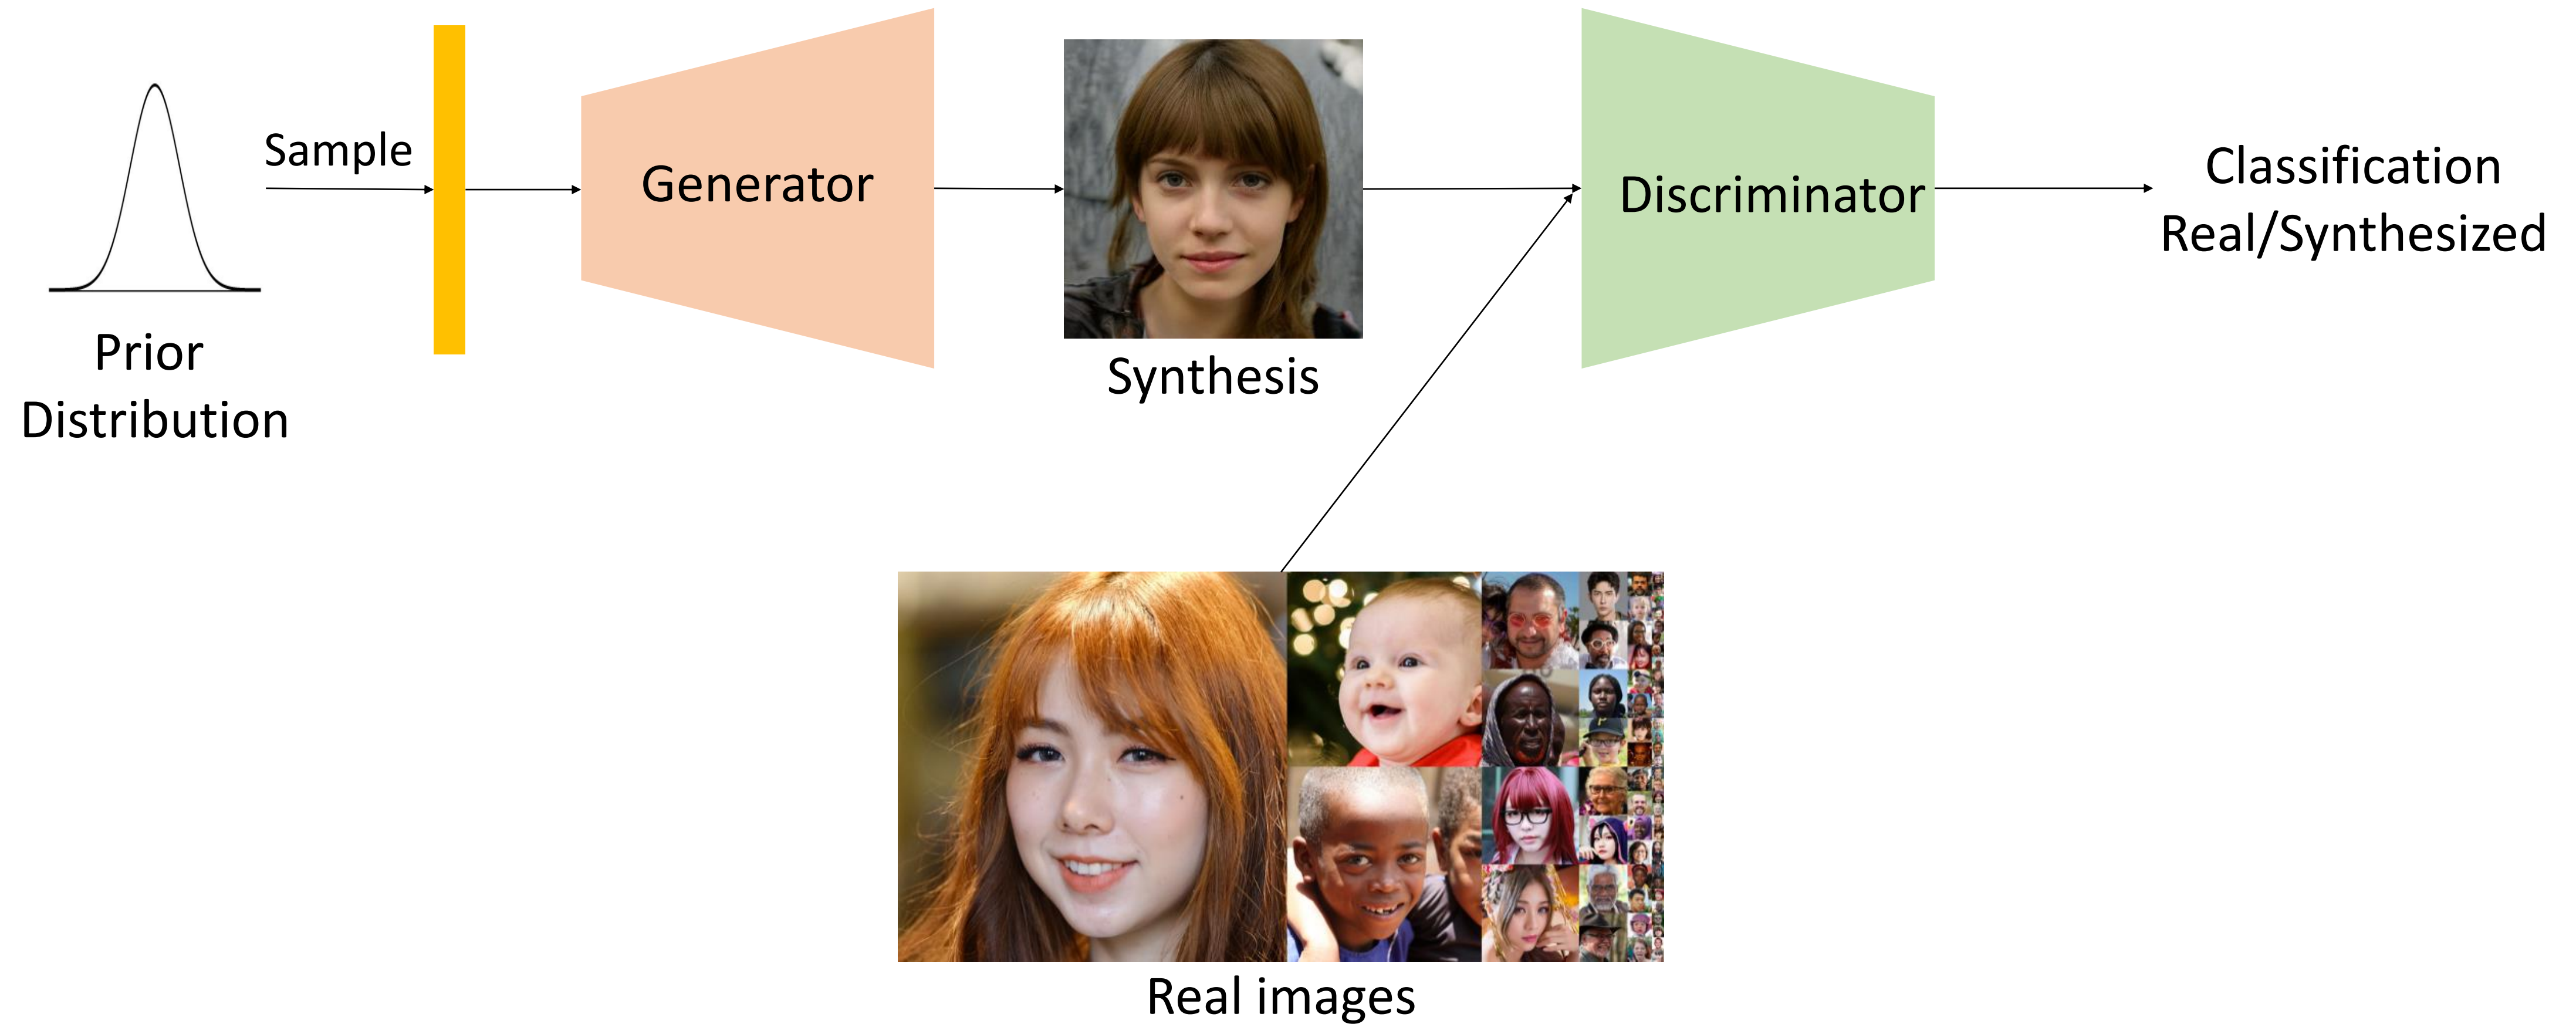 Prior
Distribution
Sample
Generator
Synthesis
Discriminator
Classification
Real/Synthesized
Real images